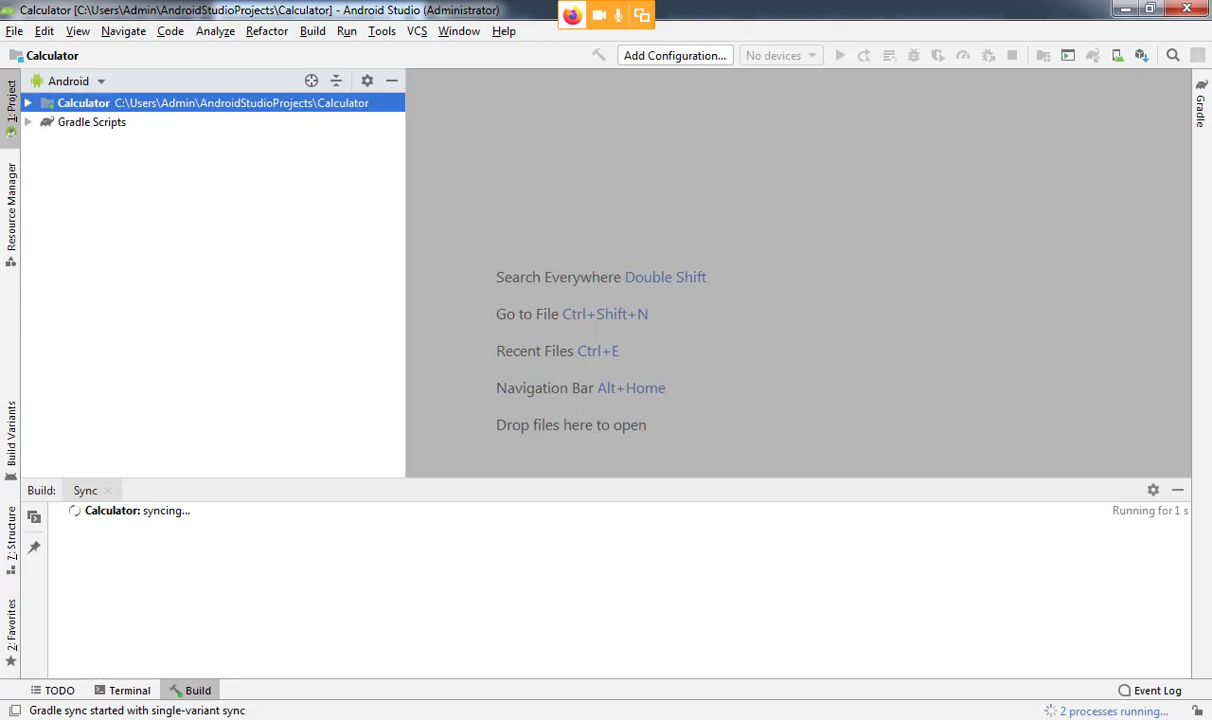 Calculator [C:\Users\Admin\AndroidStudioProjects\Calculator] - Android Studio (Administrator)
File Edit View Navigate Code Analyze Refactor Build Run Tools VCS Window Help
Calculator
Add Configuration...
No devices
Android
Calculator C:\Users\Admin\AndroidStudioProjects\Calculator
Gradle Scripts
1: Project
Resource Manager
Build Variants
7: Structure
2: Favorites
Gradle
Search Everywhere Double Shift
Go to File Ctrl+Shift+N
Recent Files Ctrl+E
Navigation Bar Alt+Home
Drop files here to open
Build: Sync
Calculator: syncing... Running for 1 s
TODO Terminal Build Event Log
Gradle sync started with single-variant sync 2 processes running...